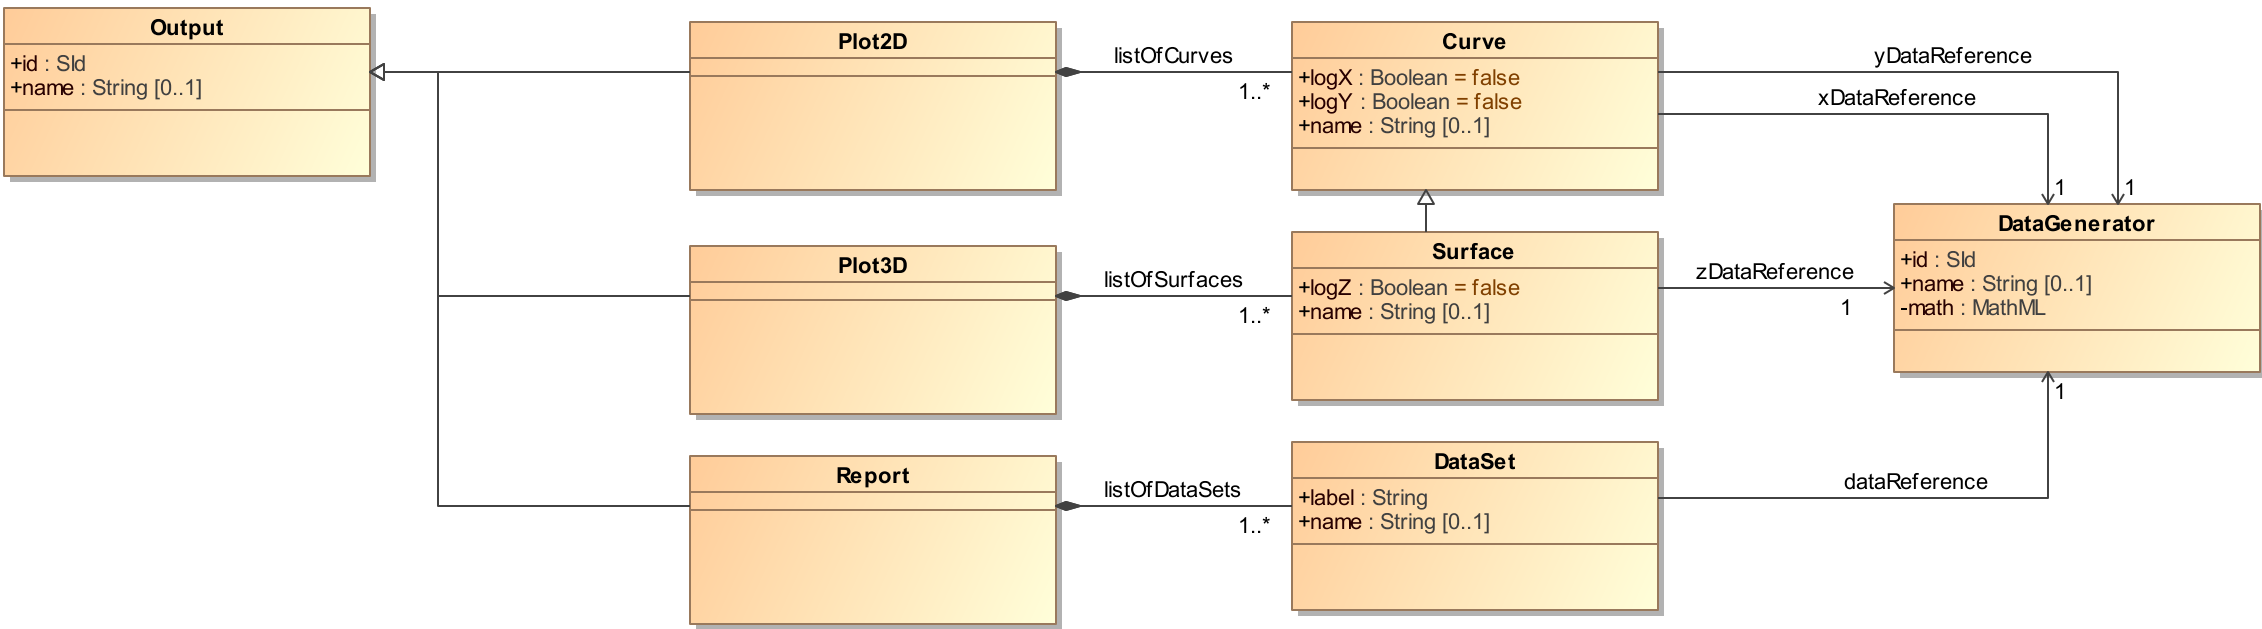 Output
+id : SId
+name : String [0..1]
Plot2D
listOfCurves
1..*
Curve
+logX : Boolean = false
+logY : Boolean = false
+name : String [0..1]
yDataReference
xDataReference
1
1
Plot3D
listOfSurfaces
1..*
Surface
+logZ : Boolean = false
+name : String [0..1]
zDataReference
1
DataGenerator
+id : SId
+name : String [0..1]
-math : MathML
1
Report
listOfDataSets
1..*
DataSet
+label : String
+name : String [0..1]
dataReference